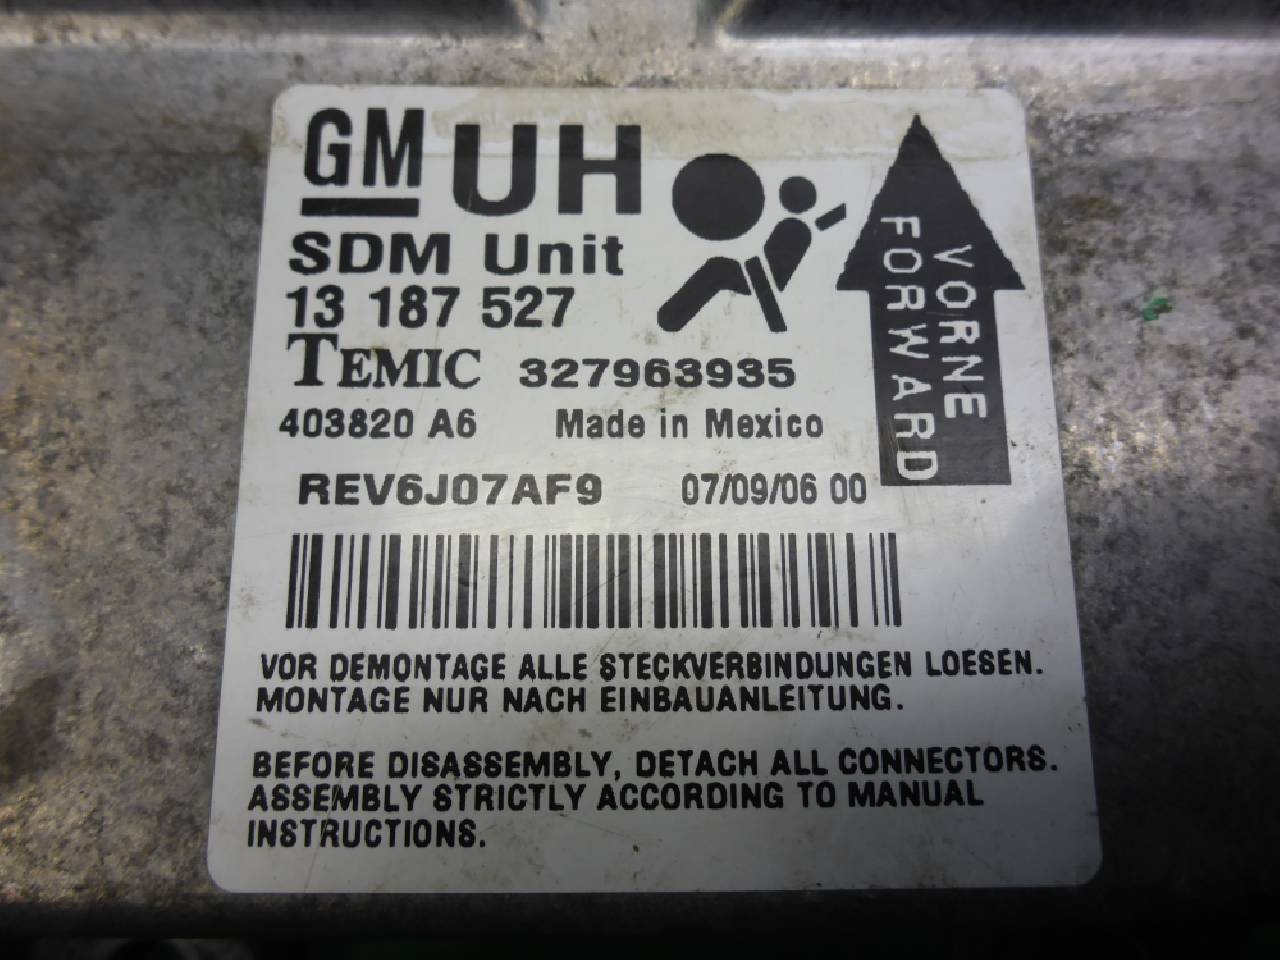 GM UH
SDM Unit
13 187 527
TEMIC 327963935
403820 A6 Made in Mexico
REV6J07AF9 07/09/06 00
VORNE
FORWARD
VOR DEMONTAGE ALLE STECKVERBINDUNGEN LOESEN.
MONTAGE NUR NACH EINBAUANLEITUNG.
BEFORE DISASSEMBLY, DETACH ALL CONNECTORS.
ASSEMBLY STRICTLY ACCORDING TO MANUAL
INSTRUCTIONS.